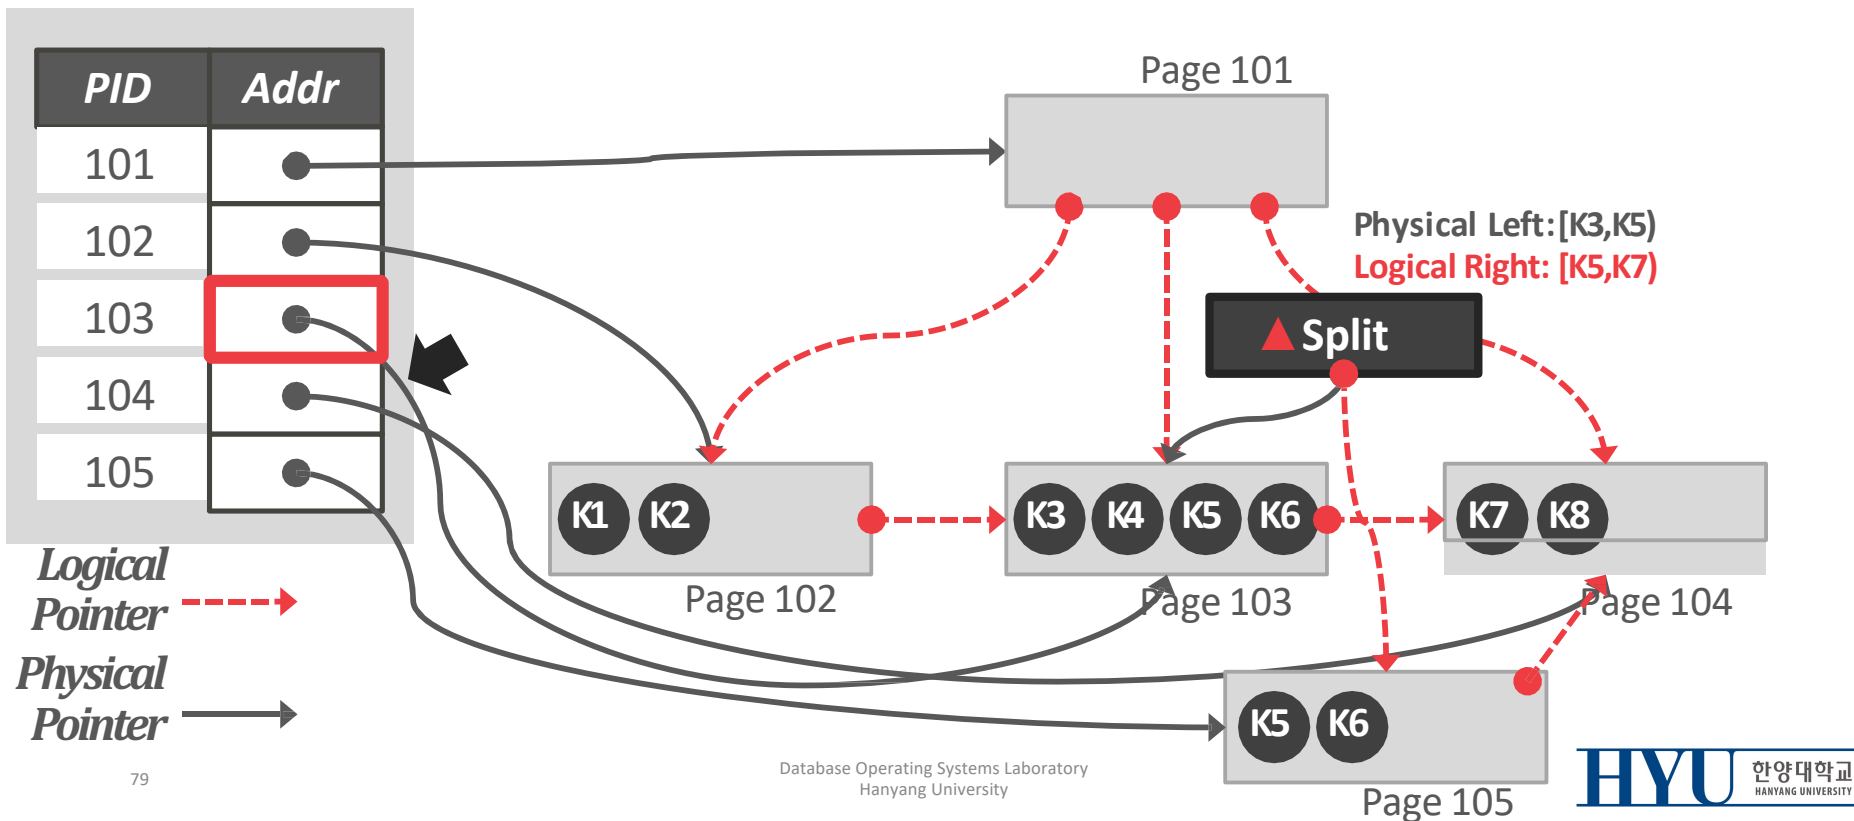 PID Addr
101
102
103
104
105
Logical
Pointer
Physical
Pointer
Page 101
Physical Left:[K3,K5)
Logical Right: [K5,K7)
▲Split
K1 K2
Page 102
K3 K4 K5 K6
Page 103
K7 K8
Page 104
K5 K6
Page 105
79
Database Operating Systems Laboratory
Hanyang University
HYU
한양대학교
HANYANG UNIVERSITY